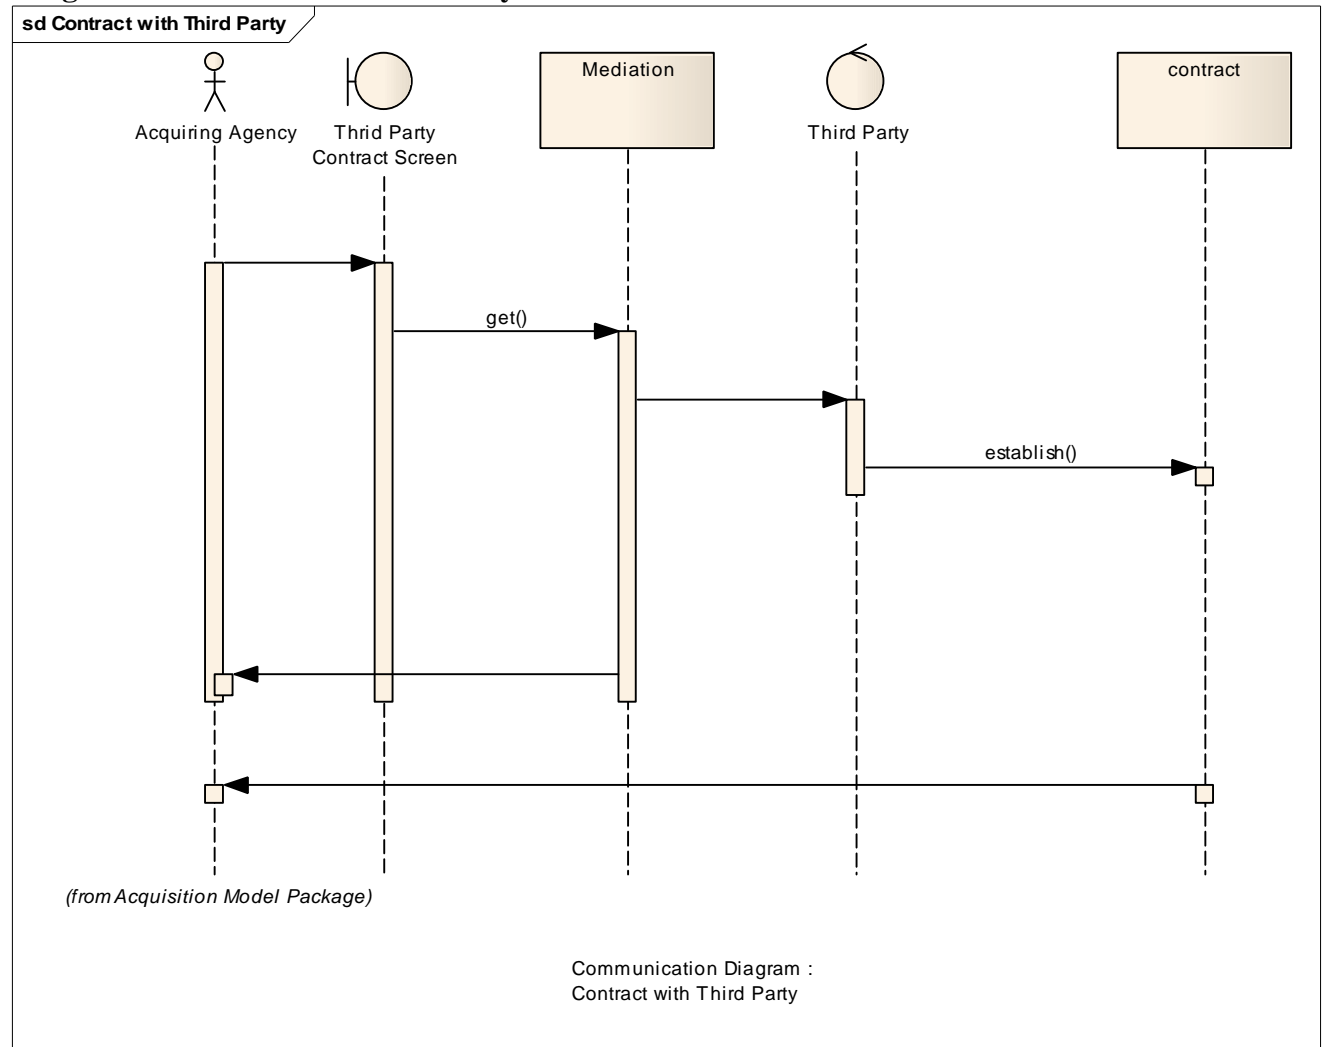 sd Contract with Third Party
Acquiring Agency
Thrid Party
Contract Screen
Mediation
Third Party
contract
get()
establish()
(from Acquisition Model Package)
Communication Diagram :
Contract with Third Party